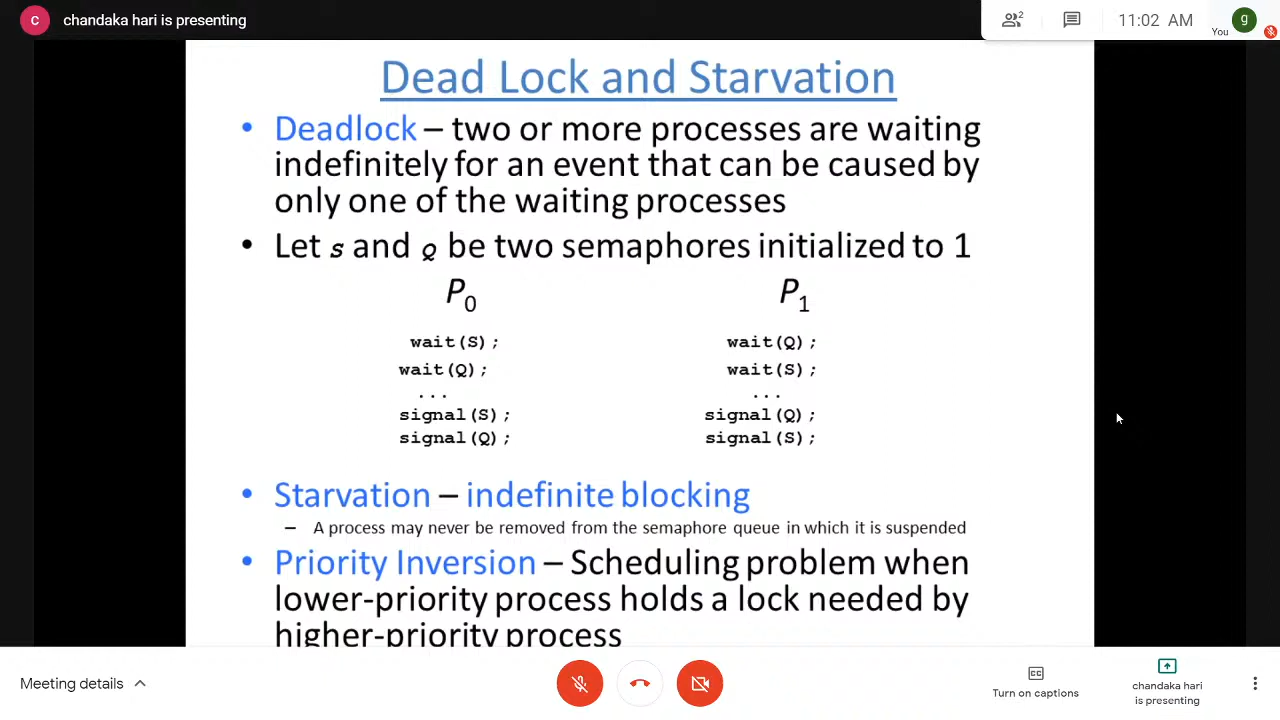 c chandaka hari is presenting
2 11:02 AM You g
Dead Lock and Starvation
• Deadlock – two or more processes are waiting
indefinitely for an event that can be caused by
only one of the waiting processes
• Let S and Q be two semaphores initialized to 1
P0 P1
wait(S); wait(Q);
wait(Q); wait(S);
... ...
signal(S); signal(Q);
signal(Q); signal(S);
• Starvation – indefinite blocking
– A process may never be removed from the semaphore queue in which it is suspended
• Priority Inversion – Scheduling problem when
lower-priority process holds a lock needed by
higher-priority process
Meeting details
CC
Turn on captions
chandaka hari
is presenting